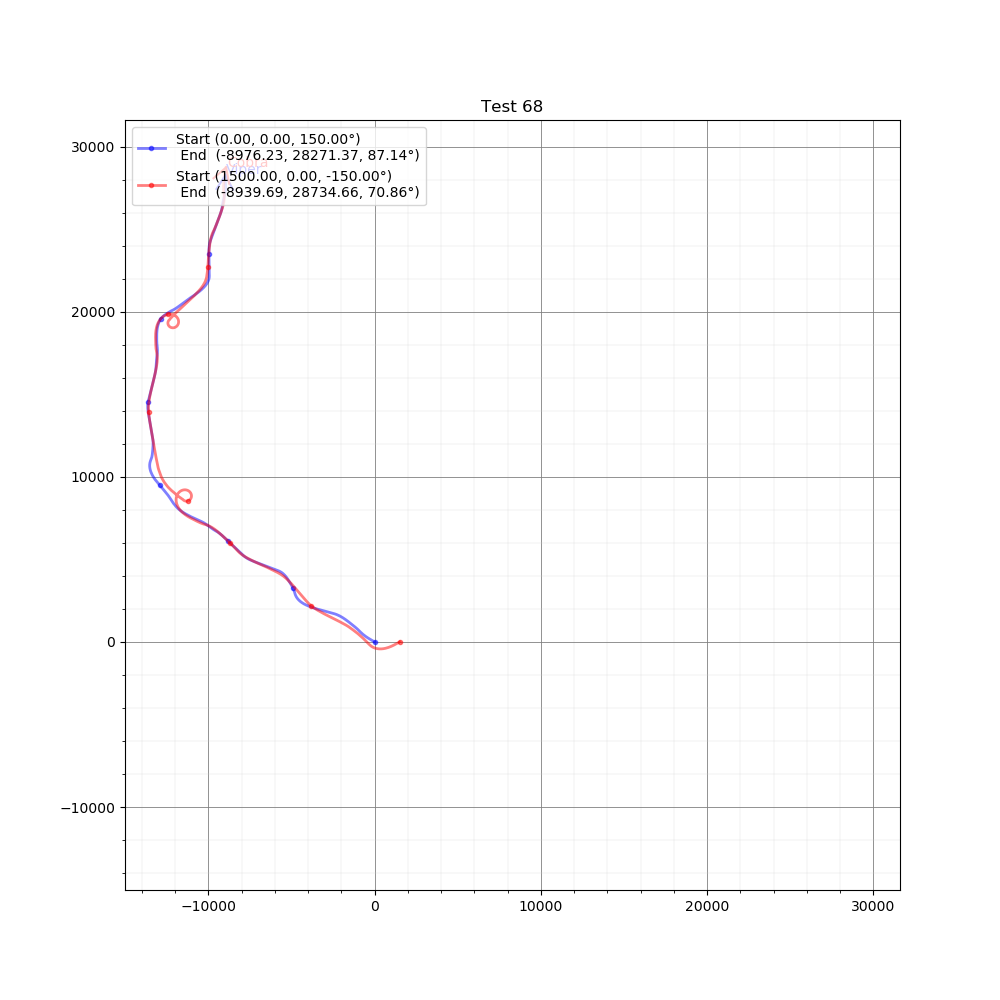 Test 68
Start (0.00, 0.00, 150.00°)
End (-8976.23, 28271.37, 87.14°)
Start (1500.00, 0.00, -150.00°)
End (-8939.69, 28734.66, 70.86°)
30000
20000
10000
0
−10000
−10000
0
10000
20000
30000